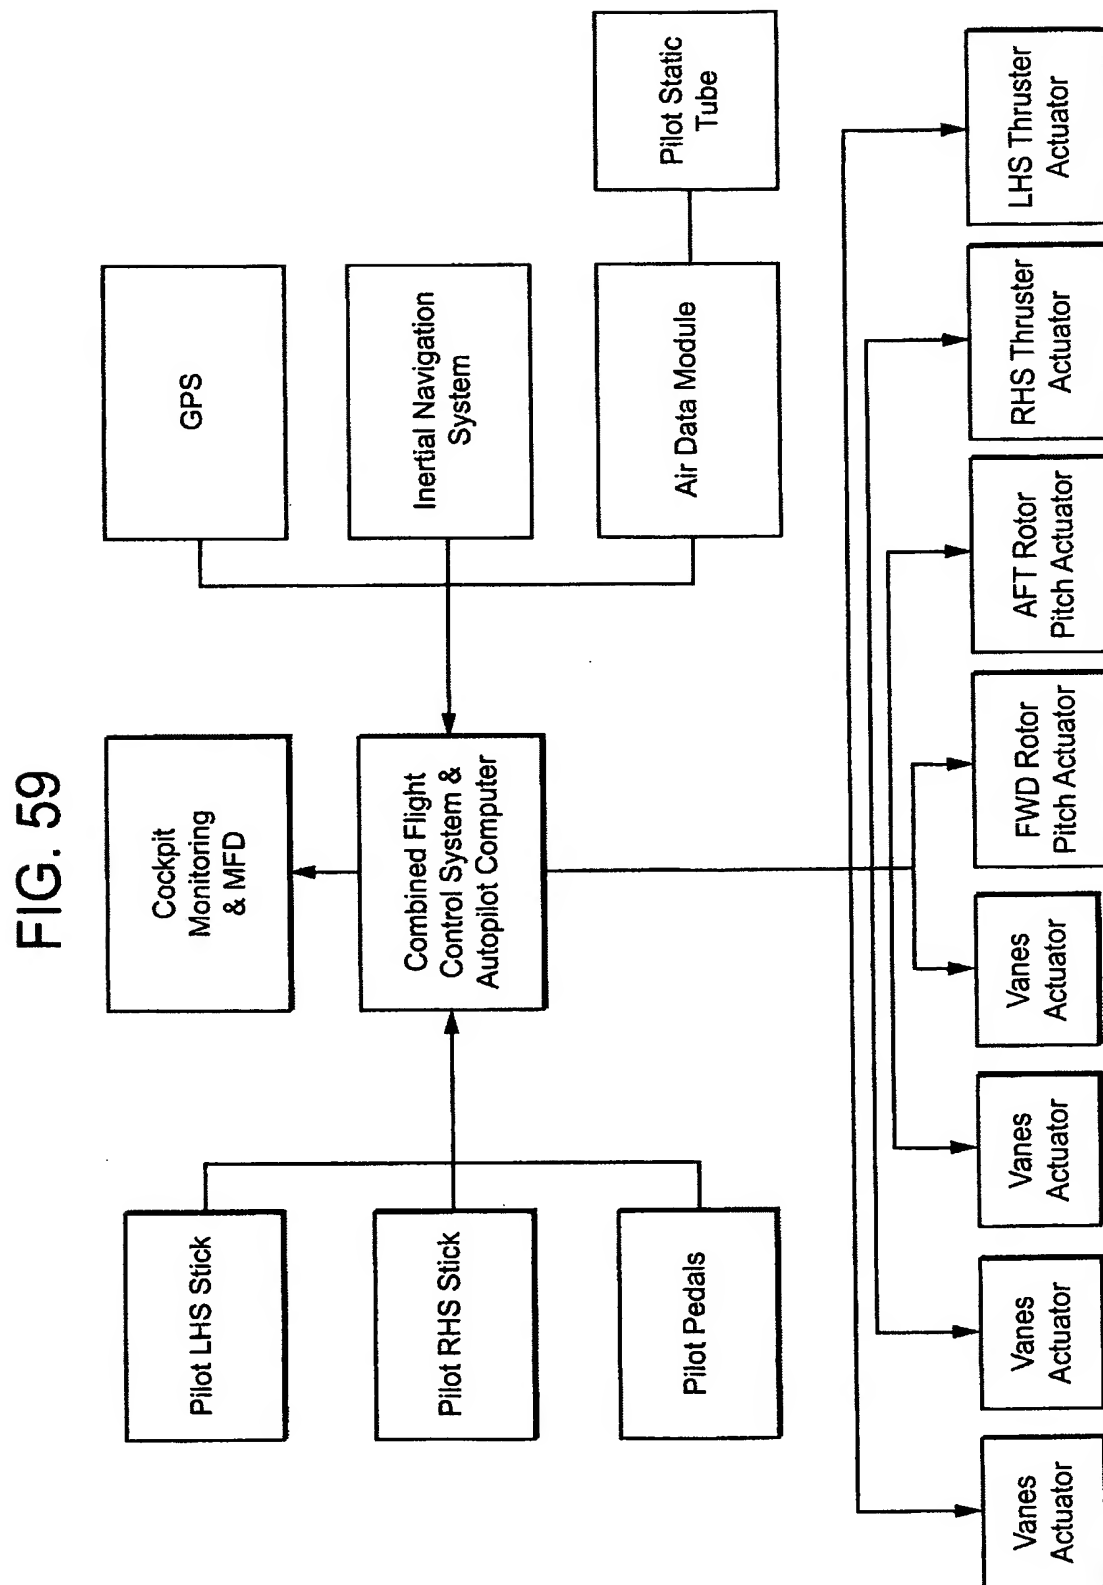 FIG. 59
Pilot LHS Stick
Pilot RHS Stick
Pilot Pedals
Cockpit
Monitoring
& MFD
Combined Flight
Control System &
Autopilot Computer
GPS
Inertial Navigation
System
Air Data Module
Pilot Static
Tube
Vanes
Actuator
Vanes
Actuator
Vanes
Actuator
Vanes
Actuator
FWD Rotor
Pitch Actuator
AFT Rotor
Pitch Actuator
RHS Thruster
Actuator
LHS Thruster
Actuator